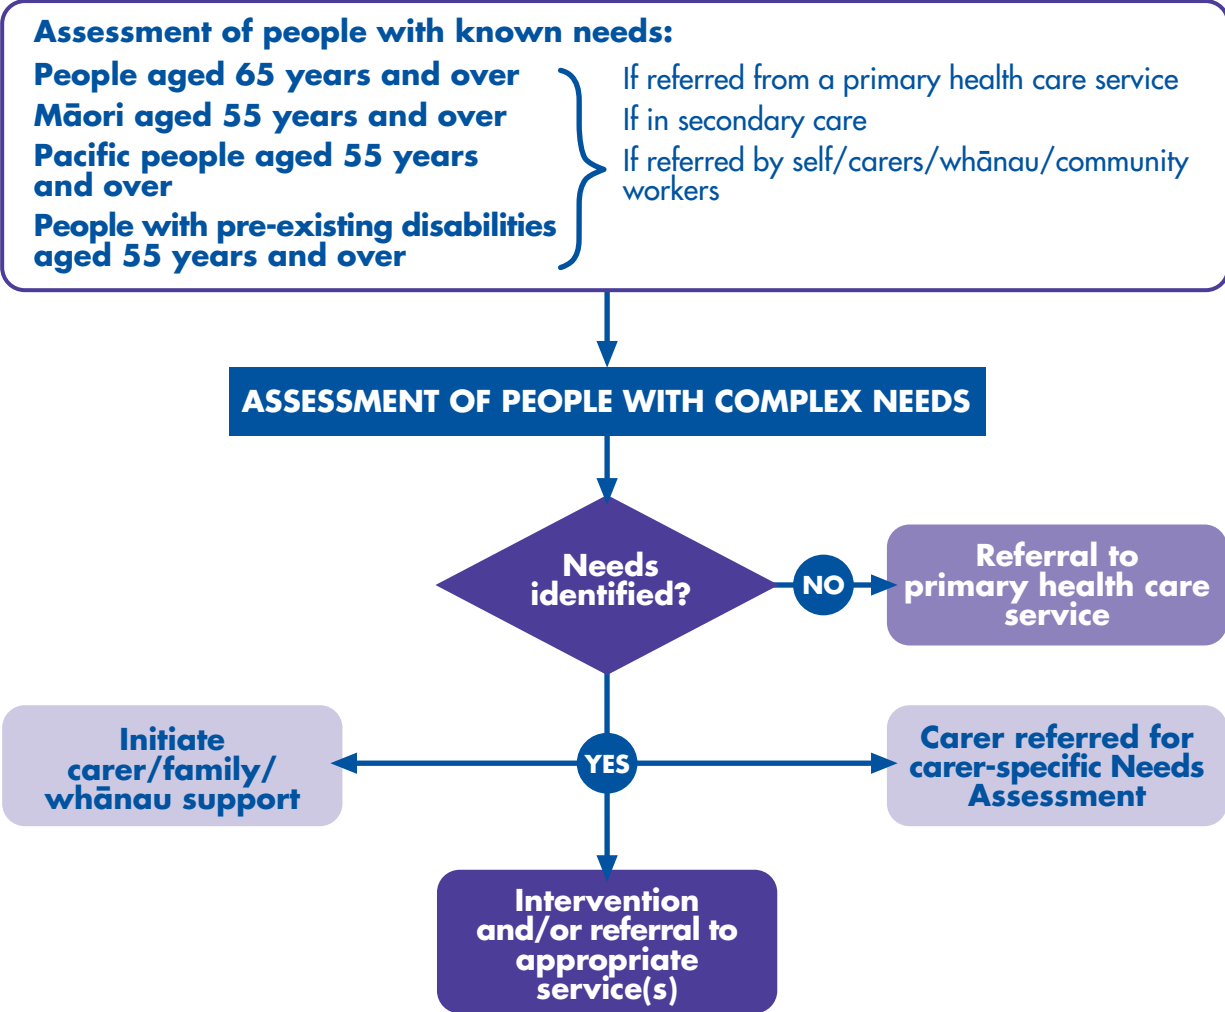 Assessment of people with known needs:
People aged 65 years and over
Māori aged 55 years and over
Pacific people aged 55 years
and over
People with pre-existing disabilities
aged 55 years and over
If referred from a primary health care service
If in secondary care
If referred by self/carers/whānau/community
workers
ASSESSMENT OF PEOPLE WITH COMPLEX NEEDS
Needs
identified?
NO
Referral to
primary health care
service
Initiate
carer/family/
whānau support
YES
Carer referred for
carer-specific Needs
Assessment
Intervention
and/or referral to
appropriate
service(s)